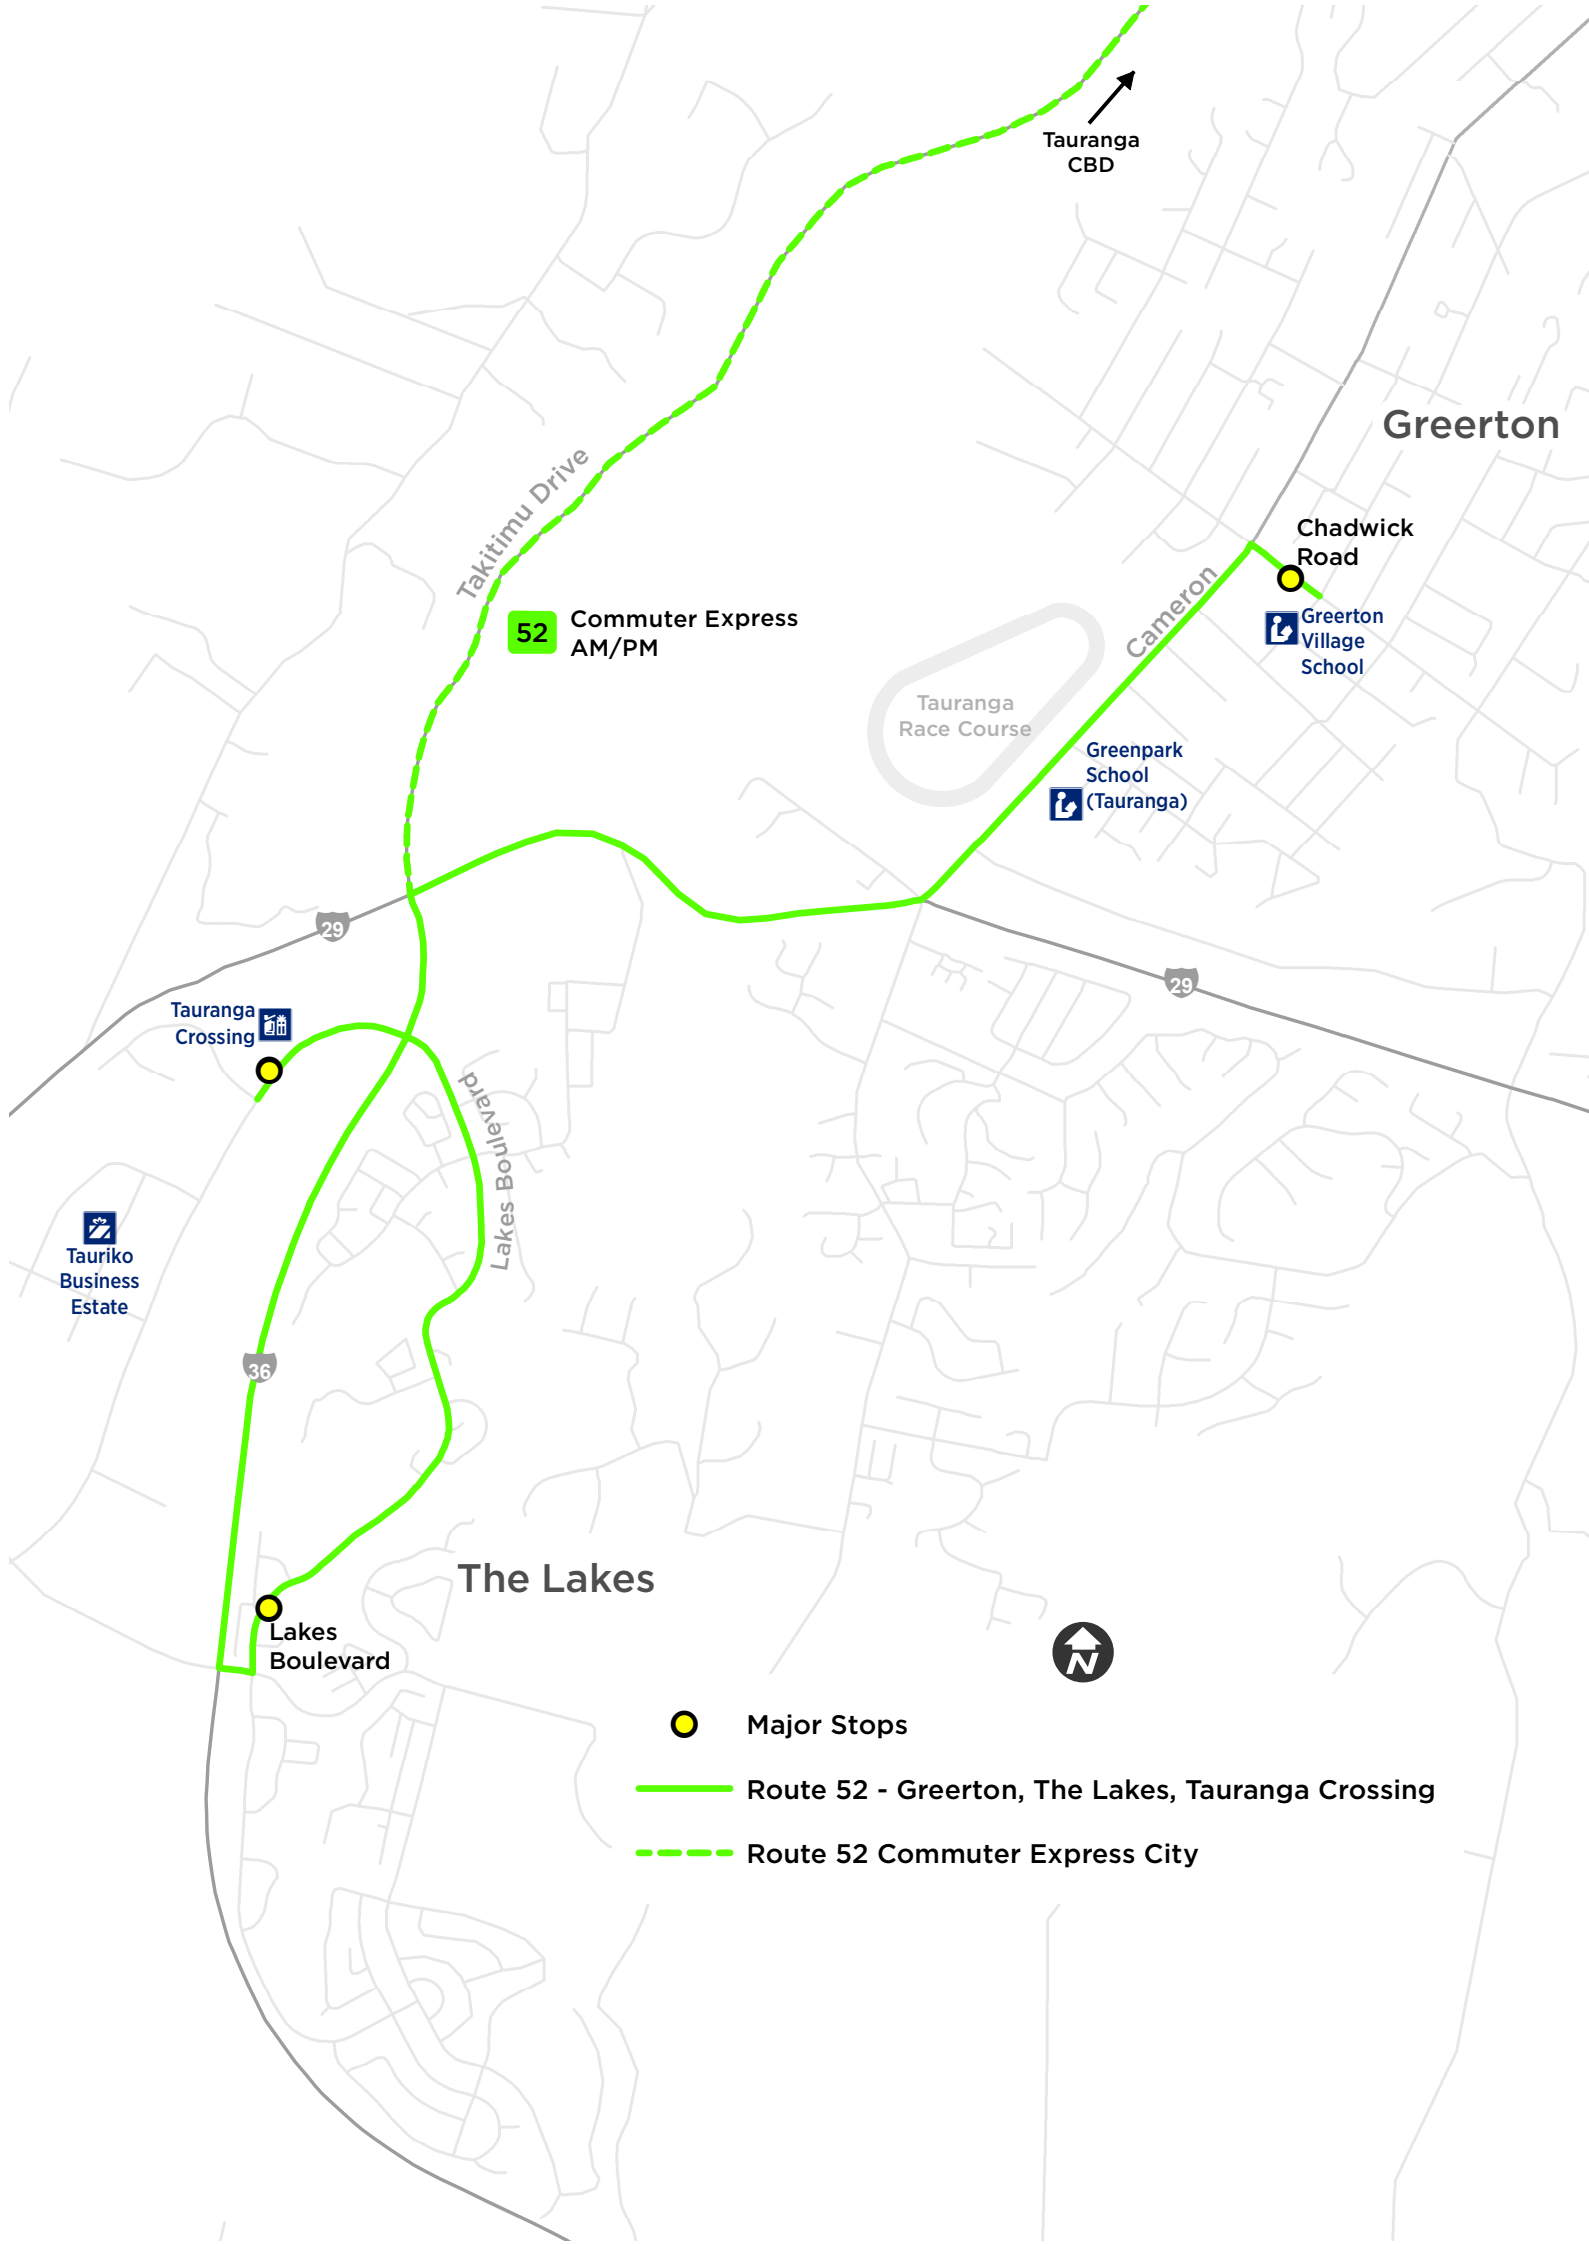 Tauranga
CBD
Greerton
Takitimu Drive
Chadwick
Road
Cameron
52
Commuter Express
AM/PM
Greerton
Village
School
Tauranga
Race Course
Greenpark
School
(Tauranga)
29
29
Tauranga
Crossing
Lakes Boulevard
Tauriko
Business
Estate
36
The Lakes
Lakes
Boulevard
N
Major Stops
Route 52 - Greerton, The Lakes, Tauranga Crossing
Route 52 Commuter Express City